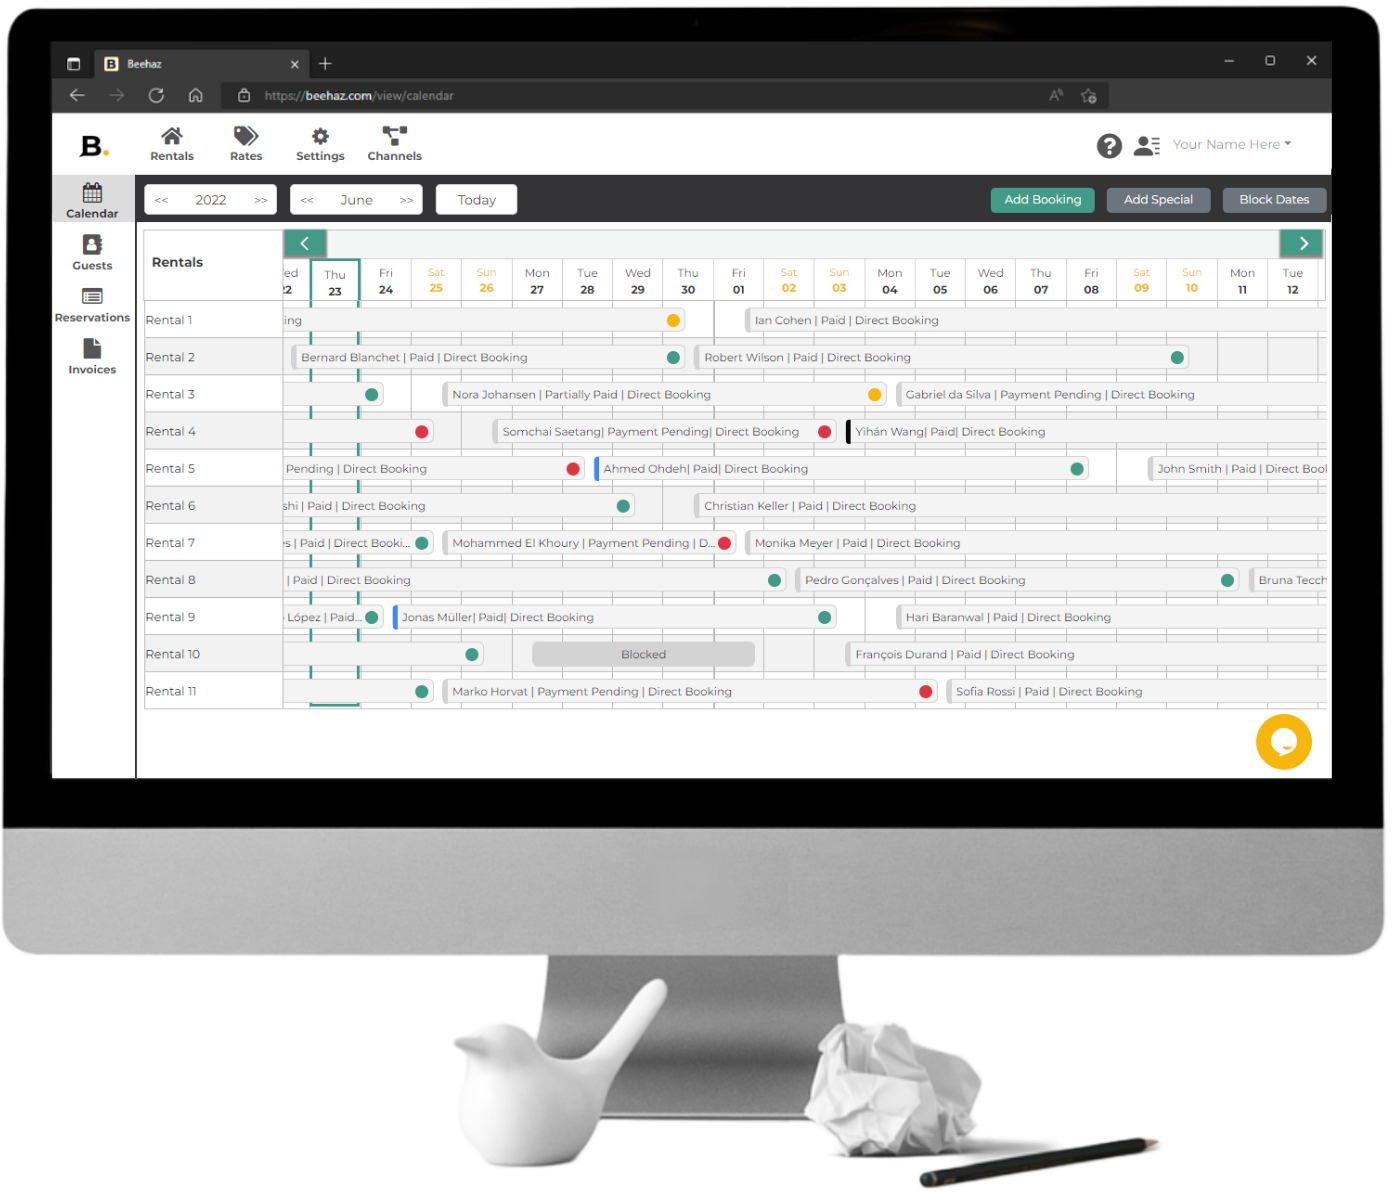 B Beehaz
https://beehaz.com/view/calendar
B.
Rentals Rates Settings Channels
? Your Name Here
Calendar
Guests
Reservations
Invoices
<< 2022 >> << June >> Today Add Booking Add Special Block Dates
Rentals
ed Thu Fri Sat Sun Mon Tue Wed Thu Fri Sat Sun Mon Tue Wed Thu Fri Sat Sun Mon Tue
22 23 24 25 26 27 28 29 30 01 02 03 04 05 06 07 08 09 10 11 12
Rental 1 ing Ian Cohen | Paid | Direct Booking
Rental 2 Bernard Blanchet | Paid | Direct Booking Robert Wilson | Paid | Direct Booking
Rental 3 Nora Johansen | Partially Paid | Direct Booking Gabriel da Silva | Payment Pending | Direct Booking
Rental 4 Somchai Saetang| Payment Pending| Direct Booking Yihán Wang| Paid| Direct Booking
Rental 5 Pending | Direct Booking Ahmed Ohdeh| Paid| Direct Booking John Smith | Paid | Direct Bool
Rental 6 shi | Paid | Direct Booking Christian Keller | Paid | Direct Booking
Rental 7 s | Paid | Direct Booki... Mohammed El Khoury | Payment Pending | D... Monika Meyer | Paid | Direct Booking
Rental 8 | Paid | Direct Booking Pedro Gonçalves | Paid | Direct Booking Bruna Tecch
Rental 9 López | Paid... Jonas Müller| Paid| Direct Booking Hari Baranwal | Paid | Direct Booking
Rental 10 Blocked François Durand | Paid | Direct Booking
Rental 11 Marko Horvat | Payment Pending | Direct Booking Sofia Rossi | Paid | Direct Booking